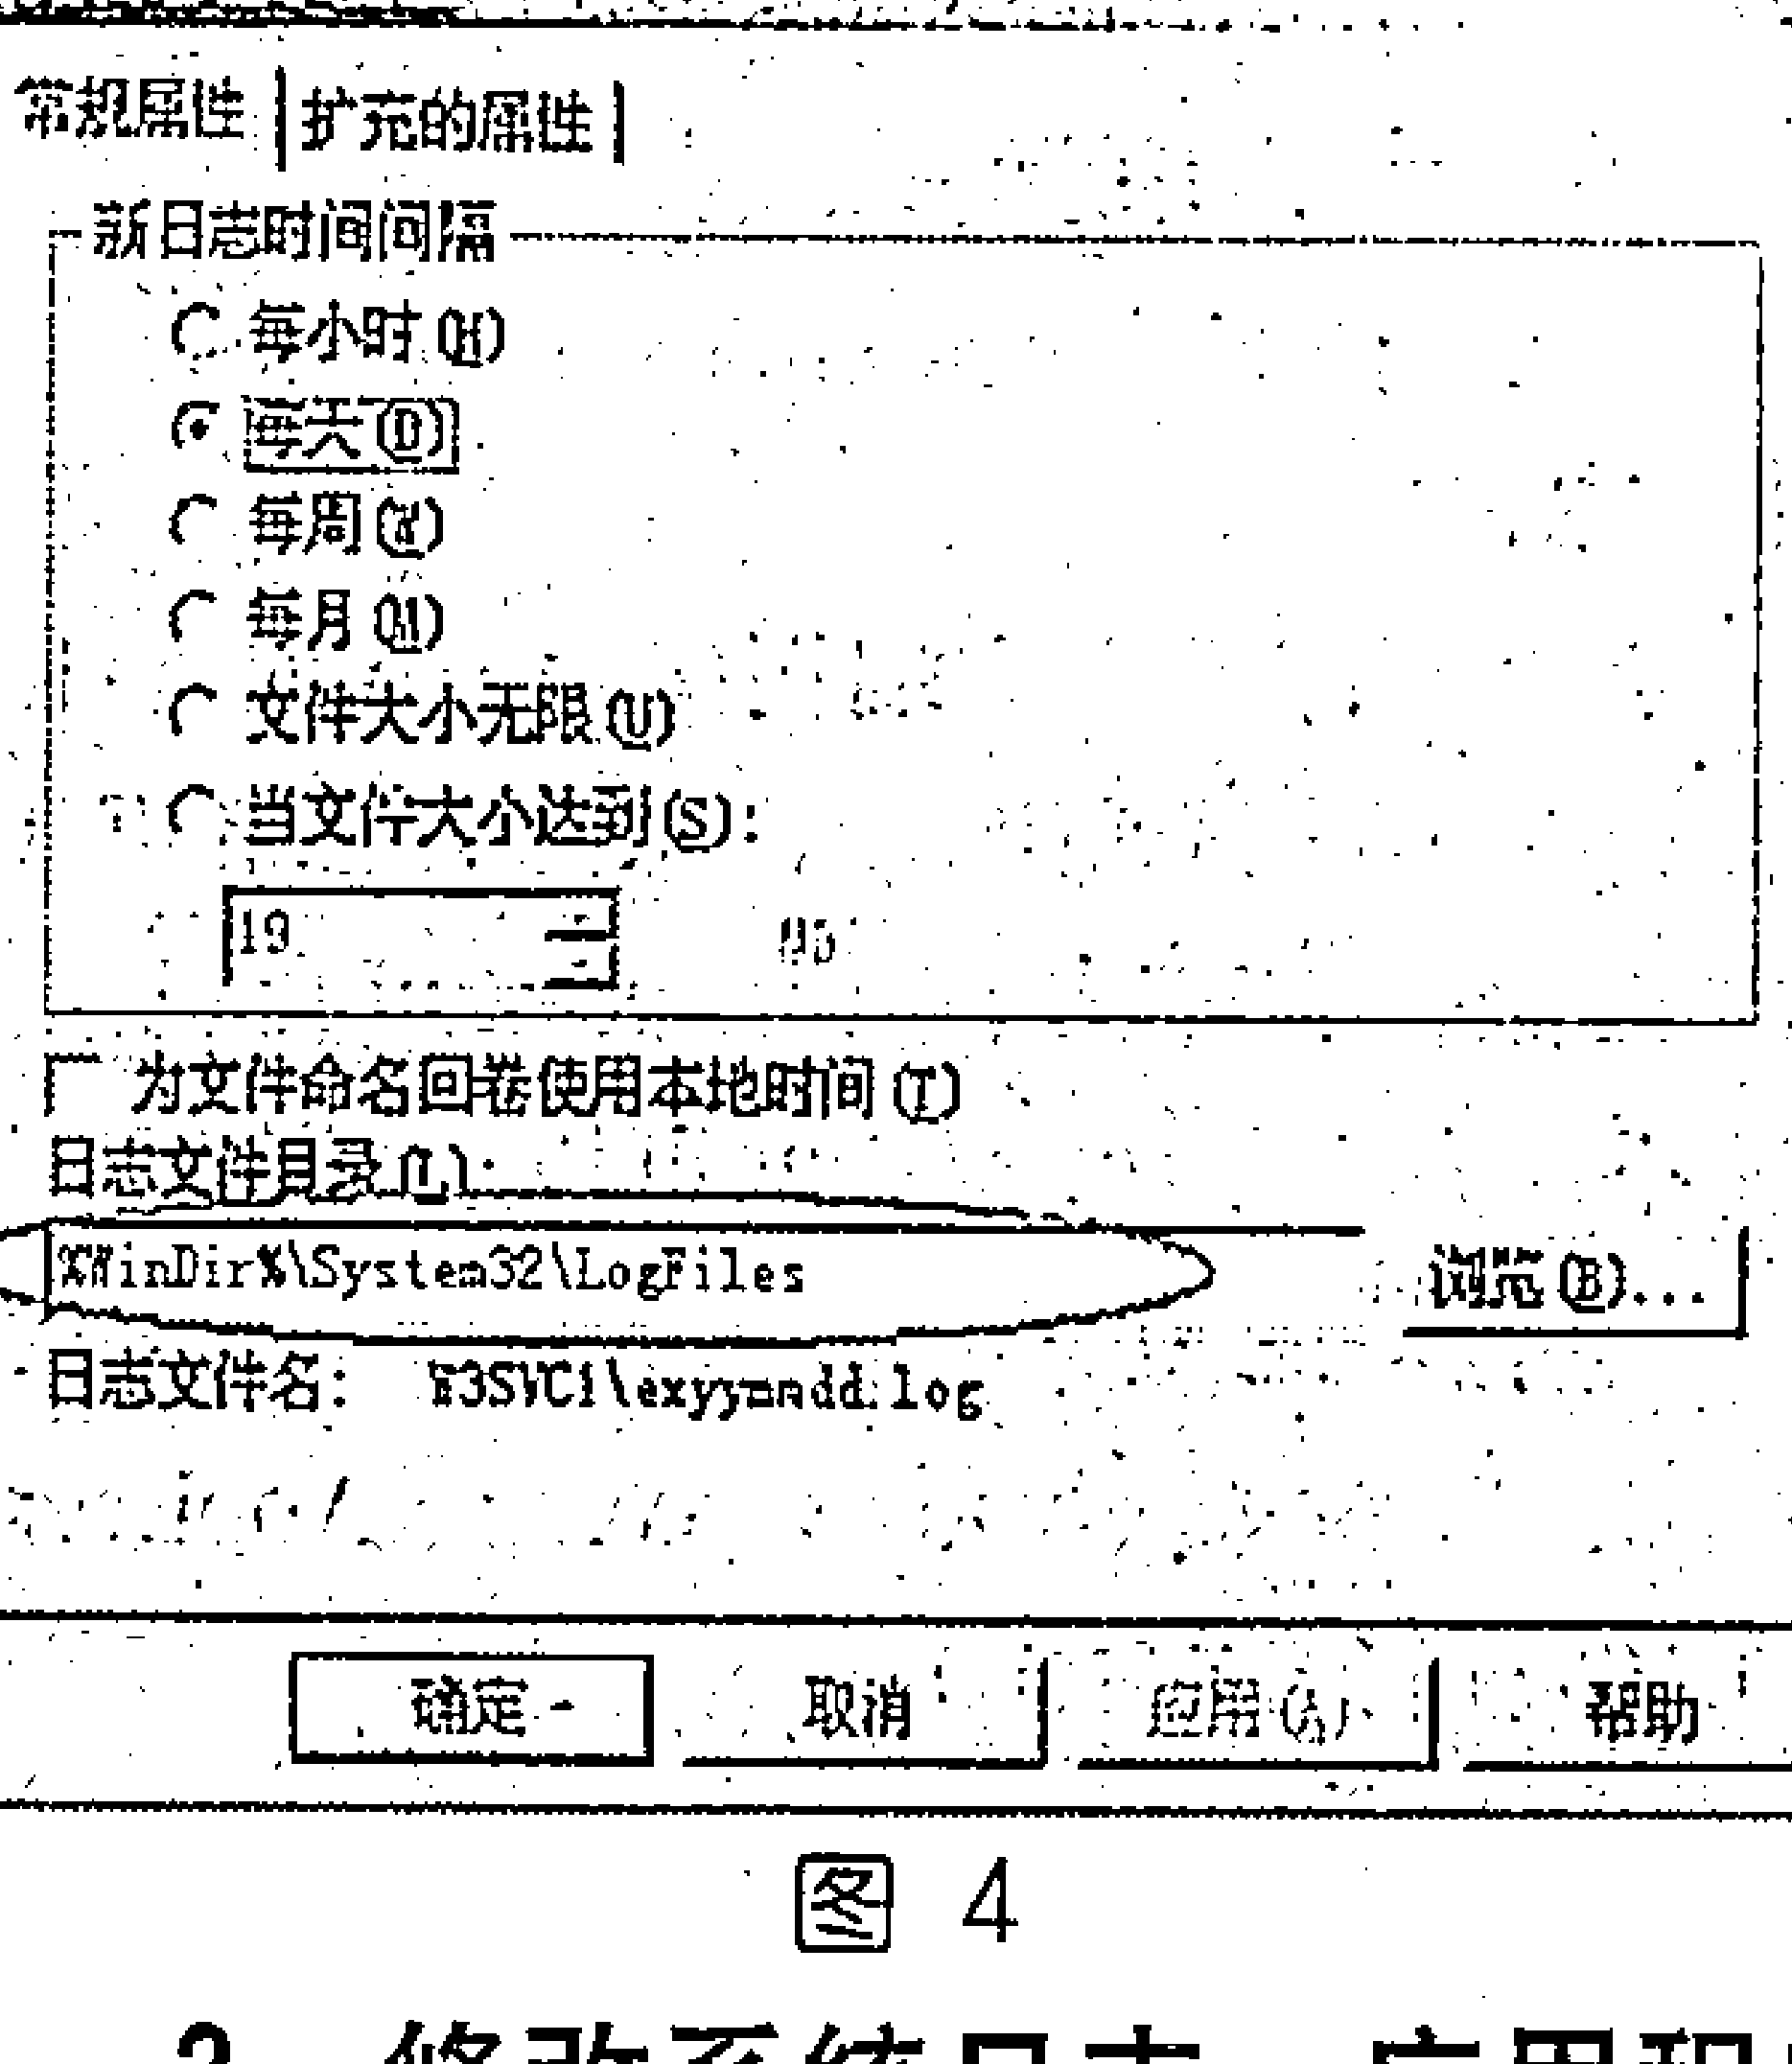 常规属性 扩充的属性
新日志时间间隔
每小时(H)
每天(D)
每周(W)
每月(M)
文件大小无限(U)
当文件大小达到(S):
19
为文件命名回卷使用本地时间(T)
日志文件目录(L):
%WinDir%\System32\LogFiles
浏览(B)...
日志文件名: W3SVC1\exyymmdd.log
确定 取消 应用(A) 帮助
图 4